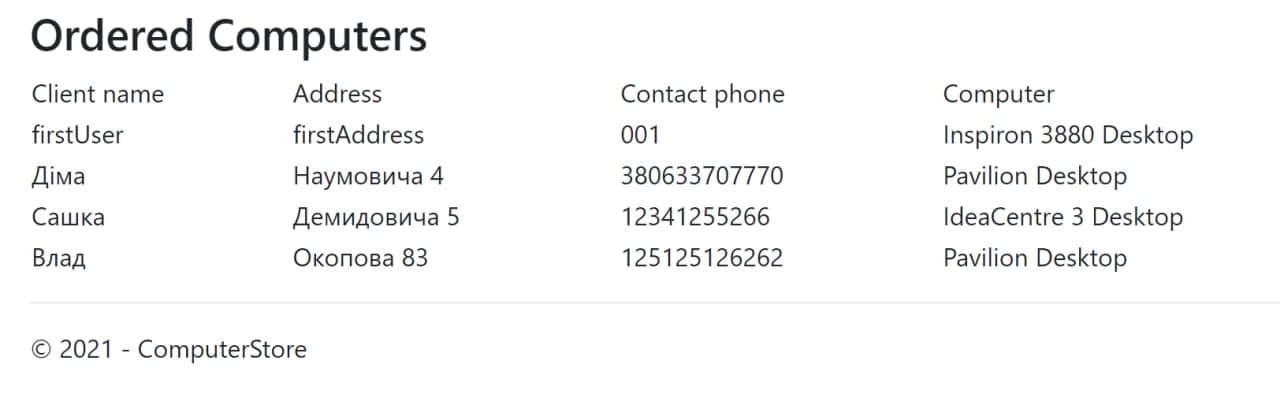 Ordered Computers
Client name Address Contact phone Computer
firstUser firstAddress 001 Inspiron 3880 Desktop
Діма Наумовича 4 380633707770 Pavilion Desktop
Сашка Демидовича 5 12341255266 IdeaCentre 3 Desktop
Влад Окопова 83 125125126262 Pavilion Desktop
© 2021 - ComputerStore